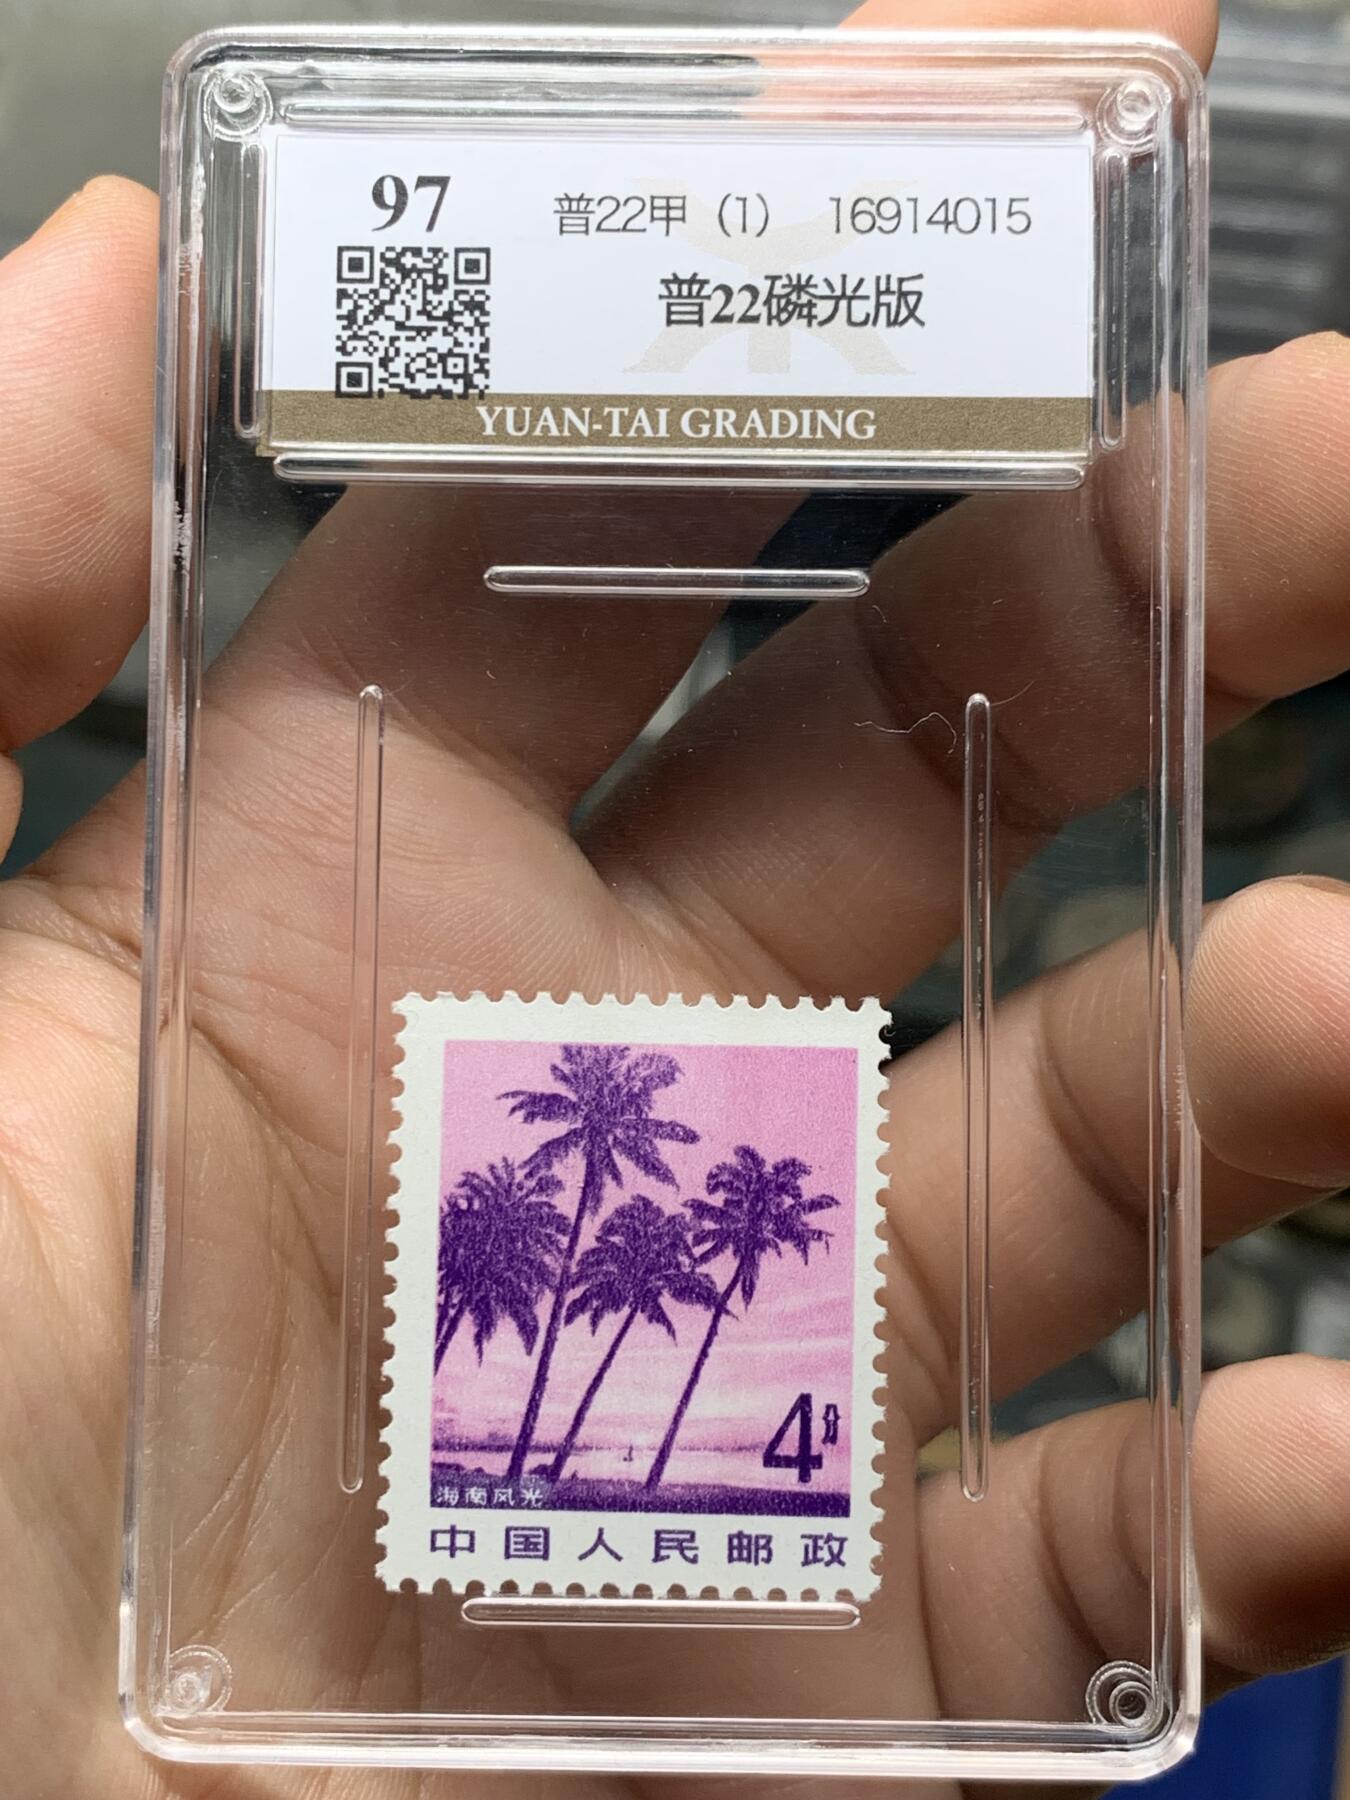 97
普22甲（1） 16914015
普22磷光版
YUAN-TAI GRADING
4分
海南风光
中国人民邮政